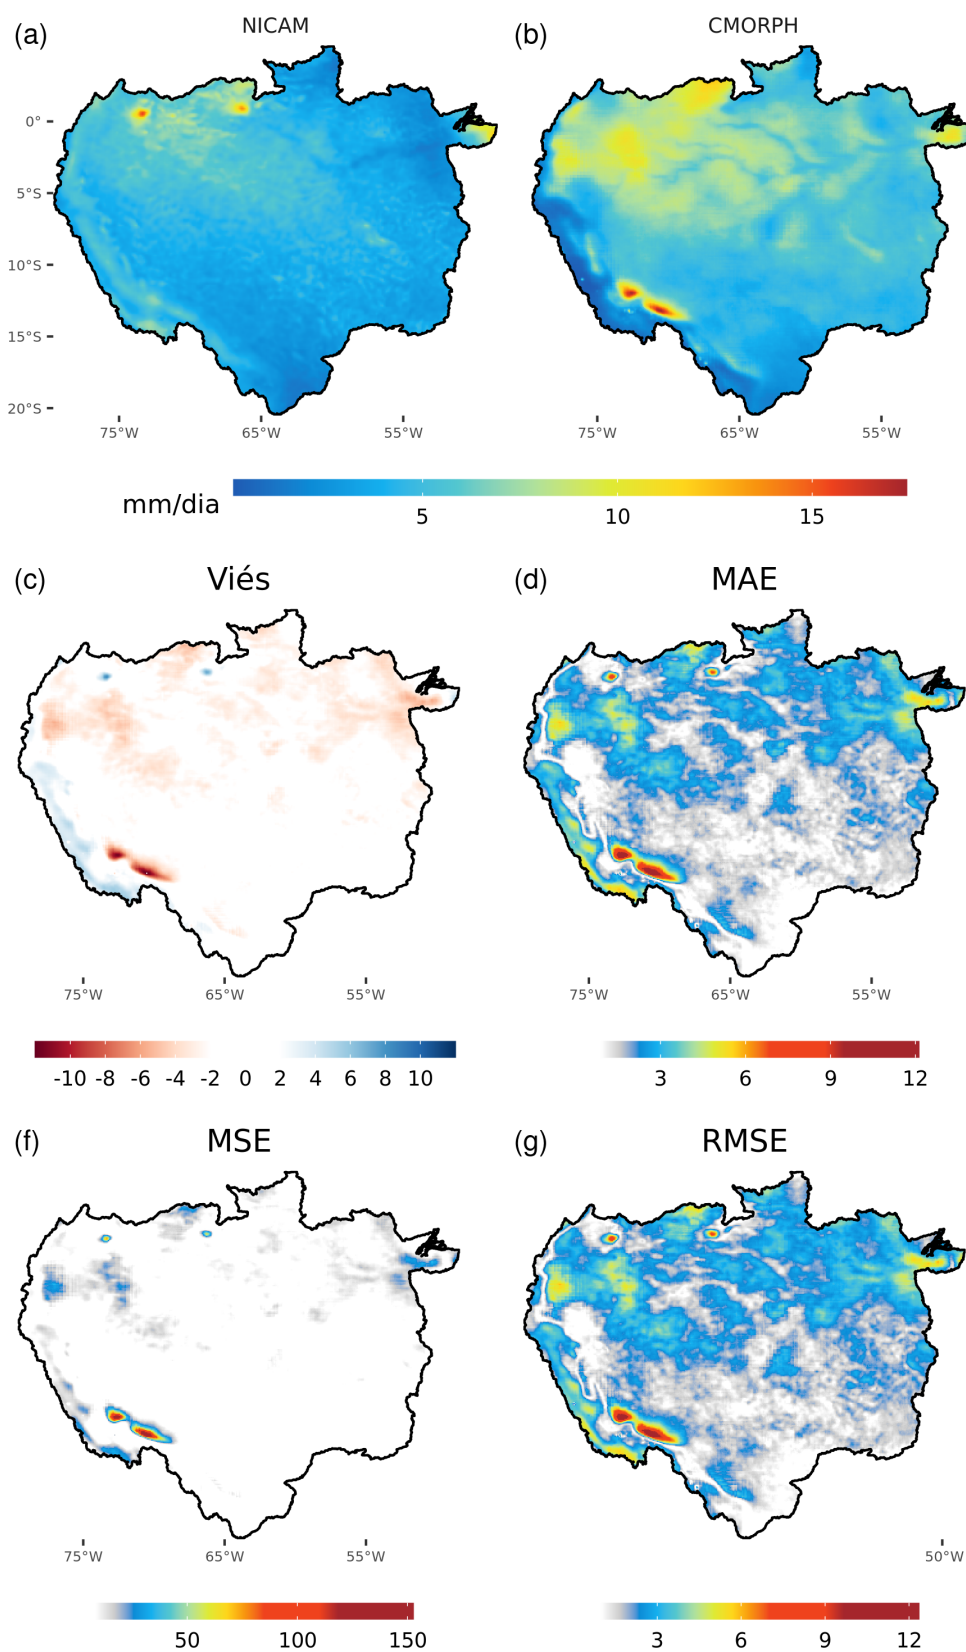 (a) NICAM (b) CMORPH
0°
5°S
10°S
15°S
20°S
75°W 65°W 55°W 75°W 65°W 55°W
mm/dia
5 10 15
(c) Viés (d) MAE
75°W 65°W 55°W 75°W 65°W 55°W
-10 -8 -6 -4 -2 0 2 4 6 8 10 3 6 9 12
(f) MSE (g) RMSE
75°W 65°W 55°W 50°W
50 100 150 3 6 9 12